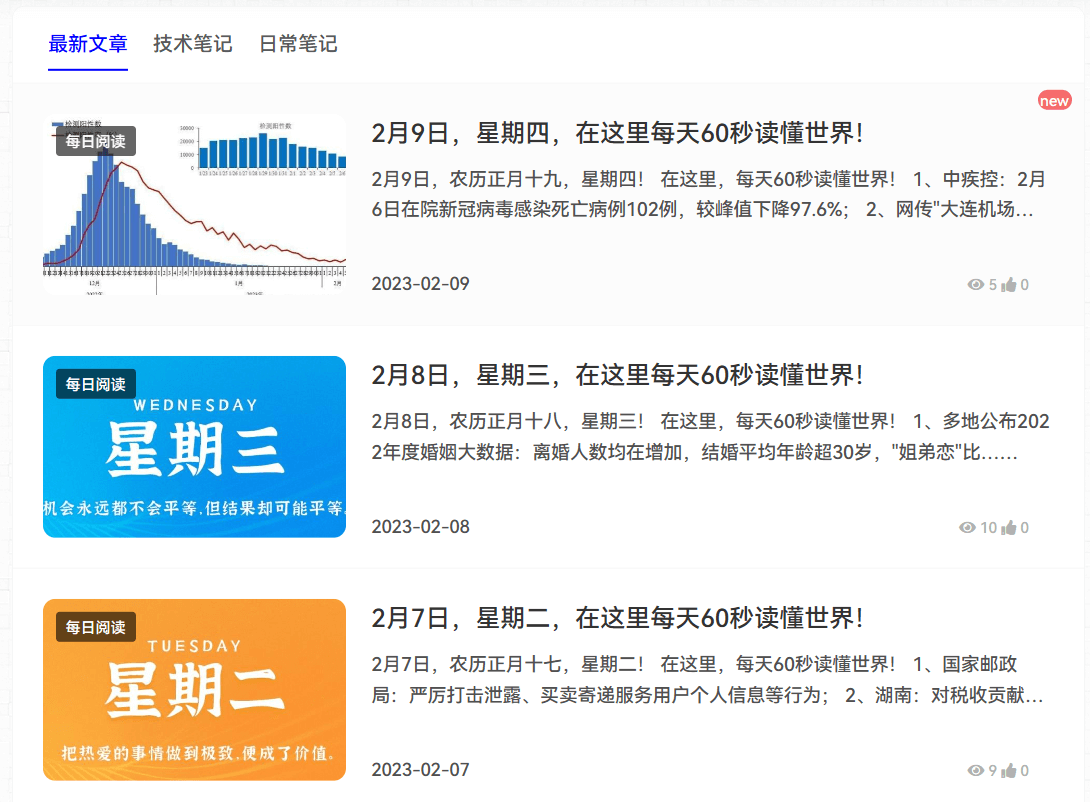 最新文章 技术笔记 日常笔记
new
检测阳性数
每日阅读
检测阳性数
30000
20000
10000
0
12月 1月 2月
2月9日，星期四，在这里每天60秒读懂世界！
2月9日，农历正月十九，星期四！ 在这里，每天60秒读懂世界！ 1、中疾控：2月
6日在院新冠病毒感染死亡病例102例，较峰值下降97.6%； 2、网传"大连机场...
2023-02-09
5 0
每日阅读
WEDNESDAY
星期三
机会永远都不会平等,但结果却可能平等。
2月8日，星期三，在这里每天60秒读懂世界！
2月8日，农历正月十八，星期三！ 在这里，每天60秒读懂世界！ 1、多地公布202
2年度婚姻大数据：离婚人数均在增加，结婚平均年龄超30岁，"姐弟恋"比……
2023-02-08
10 0
每日阅读
TUESDAY
星期二
把热爱的事情做到极致,便成了价值。
2月7日，星期二，在这里每天60秒读懂世界！
2月7日，农历正月十七，星期二！ 在这里，每天60秒读懂世界！ 1、国家邮政
局：严厉打击泄露、买卖寄递服务用户个人信息等行为； 2、湖南：对税收贡献...
2023-02-07
9 0